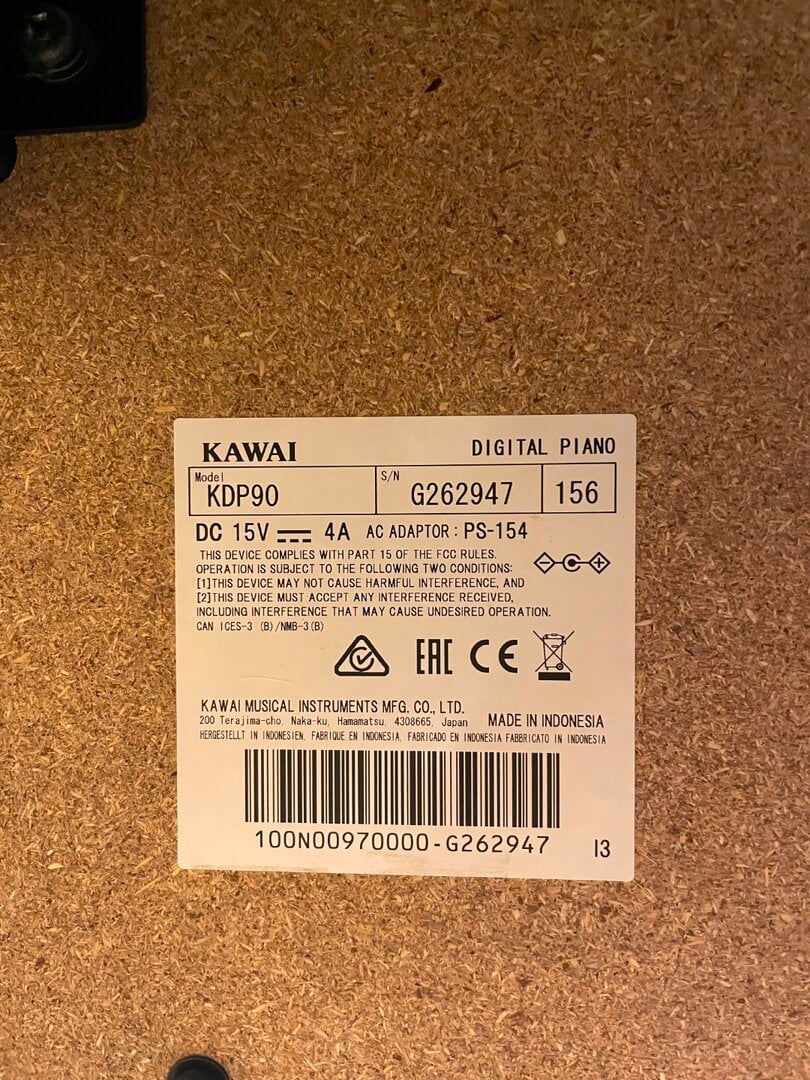 KAWAI DIGITAL PIANO
Model S/N
KDP90 G262947 156
DC 15V 4A AC ADAPTOR : PS-154
THIS DEVICE COMPLIES WITH PART 15 OF THE FCC RULES.
OPERATION IS SUBJECT TO THE FOLLOWING TWO CONDITIONS:
[1]THIS DEVICE MAY NOT CAUSE HARMFUL INTERFERENCE, AND
[2]THIS DEVICE MUST ACCEPT ANY INTERFERENCE RECEIVED,
INCLUDING INTERFERENCE THAT MAY CAUSE UNDESIRED OPERATION.
CAN ICES-3 (B)/NMB-3(B)
EAC CE
KAWAI MUSICAL INSTRUMENTS MFG. CO., LTD.
200 Terajima-cho, Naka-ku, Hamamatsu, 4308665, Japan MADE IN INDONESIA
HERGESTELLT IN INDONESIEN, FABRIQUE EN INDONESIA, FABRICADO EN INDONESIA FABBRICATO IN INDONESIA
100N00970000-G262947 I3